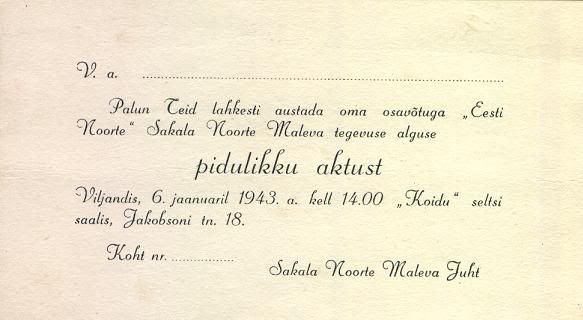 V. a. ..............................................................
Palun Teid lahkesti austada oma osavõtuga „Eesti
Noorte" Sakala Noorte Maleva tegevuse alguse
pidulikku aktust
Viljandis, 6. jaanuaril 1943. a. kell 14.00 „Koidu" seltsi
saalis, Jakobsoni tn. 18.
Koht nr. ................
Sakala Noorte Maleva Juht